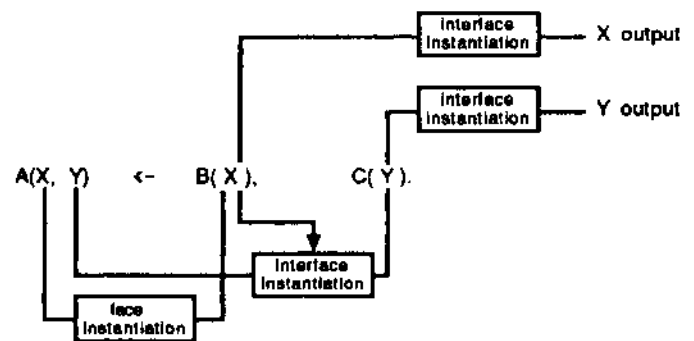 Interface
Instantiation
X output
Interface
Instantiation
Y output
A(X, Y) <- B( X ), C( Y ).
Interface
Instantiation
face
Instantiation